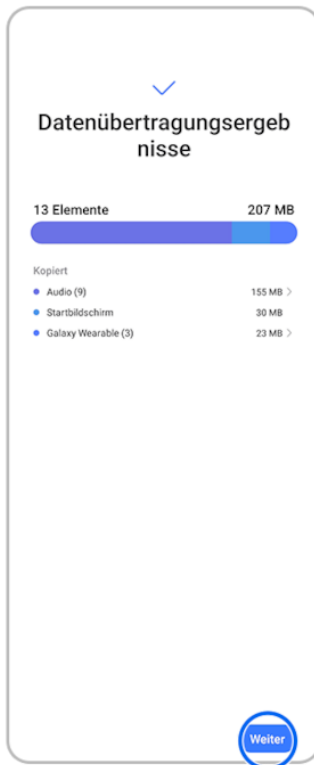 Datenübertragungsergeb
nisse
13 Elemente 207 MB
Kopiert
Audio (9) 155 MB
Startbildschirm 30 MB
Galaxy Wearable (3) 23 MB
Weiter